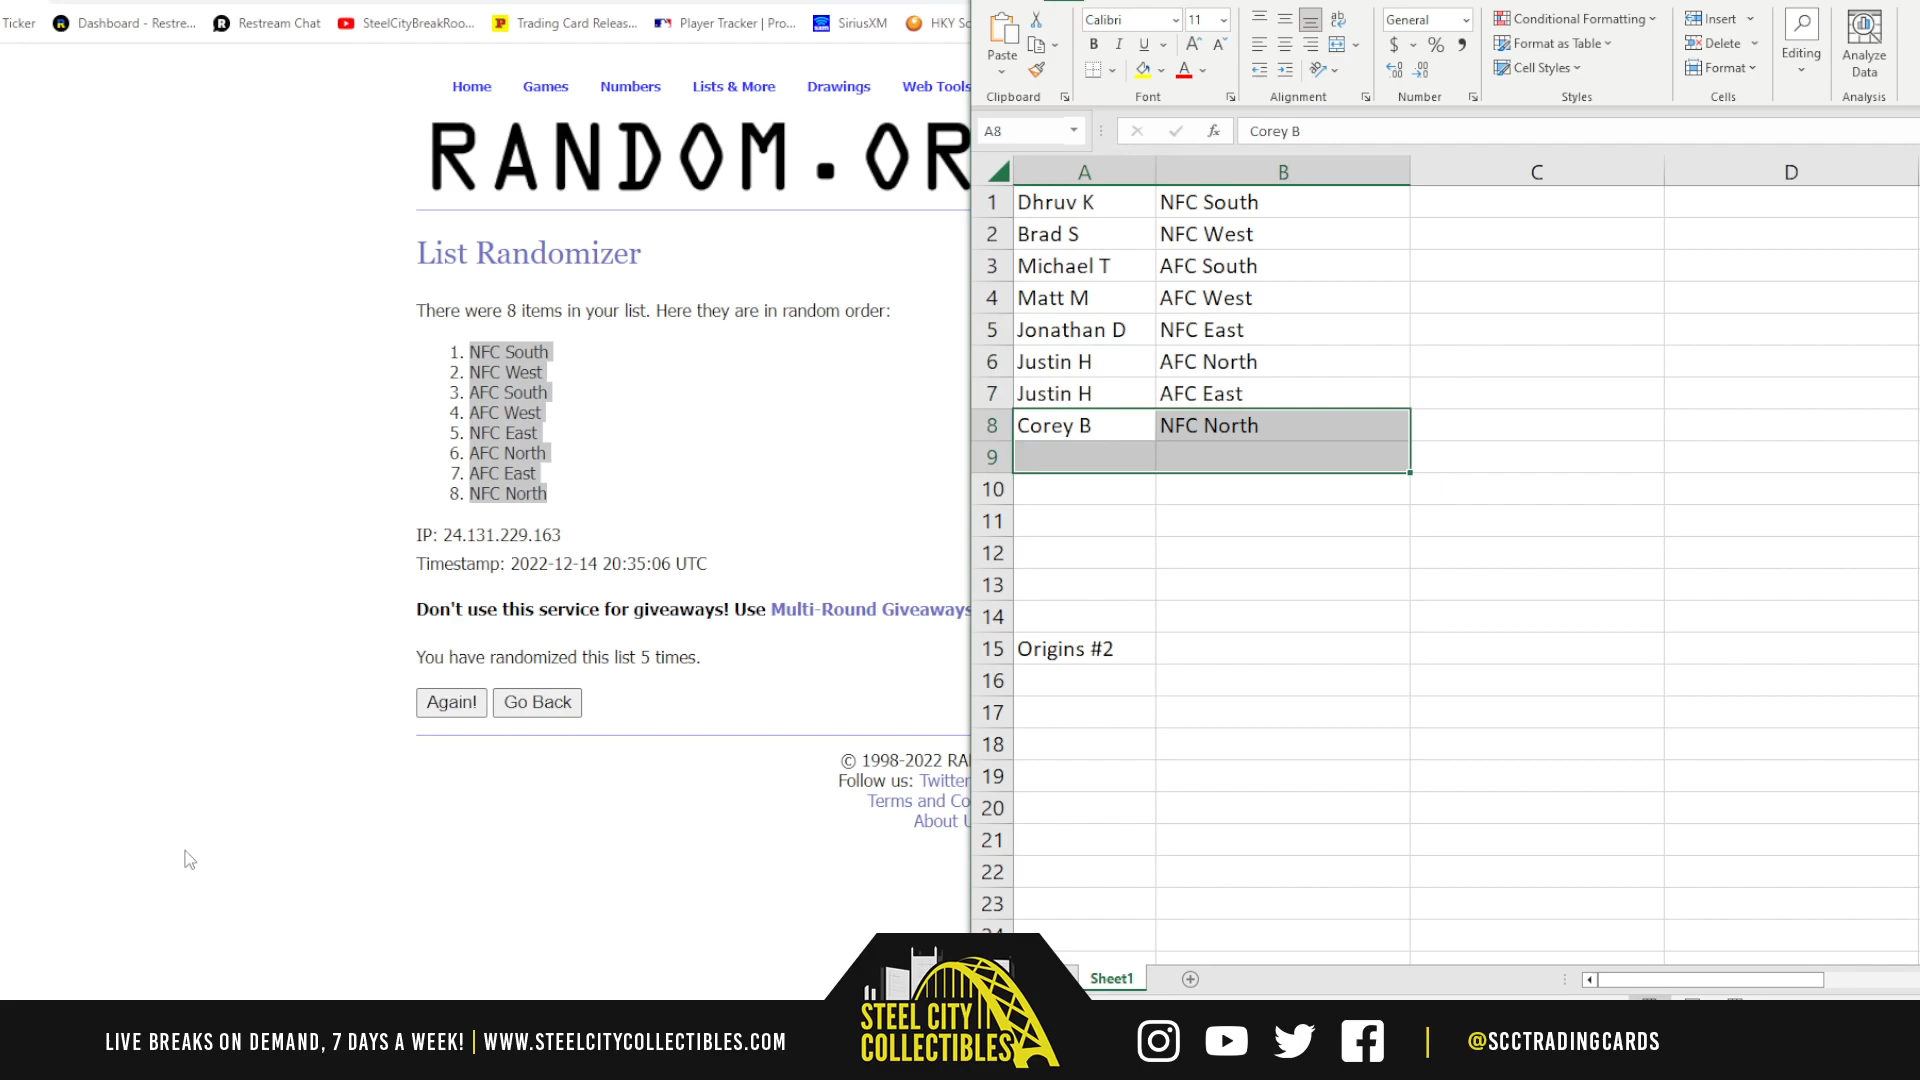 Ticker Dashboard - Restre... Restream Chat SteelCityBreakRoo... Trading Card Releas... Player Tracker | Pro... SiriusXM HKY Sc
Home Games Numbers Lists & More Drawings Web Tools
RANDOM.OR
List Randomizer
There were 8 items in your list. Here they are in random order:
1. NFC South
2. NFC West
3. AFC South
4. AFC West
5. NFC East
6. AFC North
7. AFC East
8. NFC North
IP: 24.131.229.163
Timestamp: 2022-12-14 20:35:06 UTC
Don't use this service for giveaways! Use Multi-Round Giveaways
You have randomized this list 5 times.
Again! Go Back
© 1998-2022 RA
Follow us: Twitter
Terms and Co
About U
Calibri 11 General Conditional Formatting Insert
Paste B I U $ % Format as Table Delete Editing Analyze Data
Cell Styles Format
Clipboard Font Alignment Number Styles Cells Analysis
A8 fx Corey B
A B C D
1 Dhruv K NFC South
2 Brad S NFC West
3 Michael T AFC South
4 Matt M AFC West
5 Jonathan D NFC East
6 Justin H AFC North
7 Justin H AFC East
8 Corey B NFC North
9
10
11
12
13
14
15 Origins #2
16
17
18
19
20
21
22
23
24
Sheet1
LIVE BREAKS ON DEMAND, 7 DAYS A WEEK! | WWW.STEELCITYCOLLECTIBLES.COM
STEEL CITY
COLLECTIBLES
@SCCTRADINGCARDS